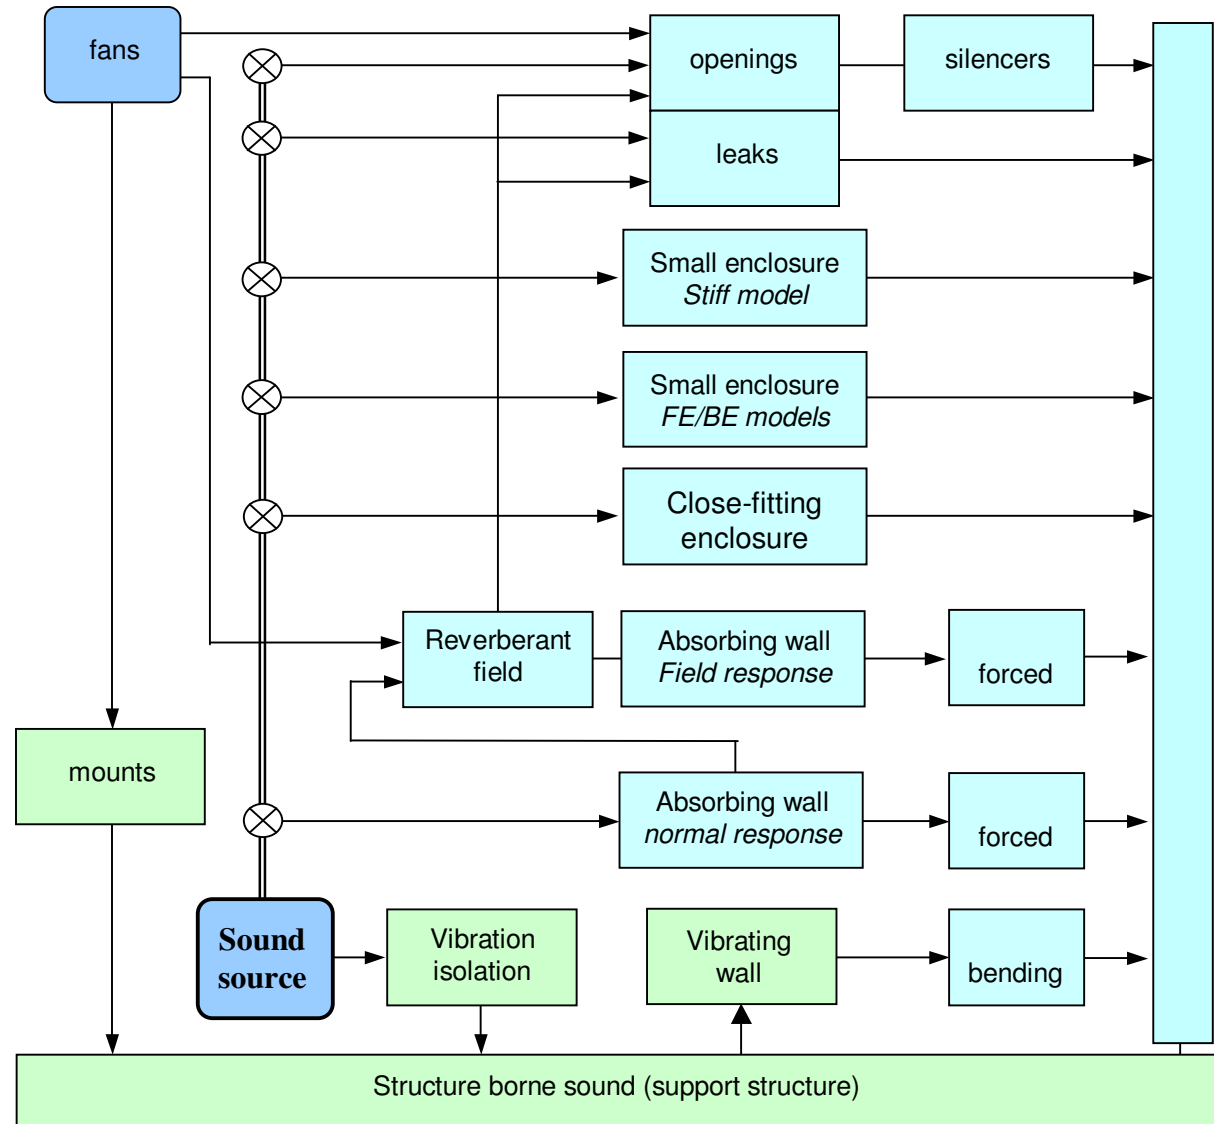 fans
openings
silencers
leaks
Small enclosure
Stiff model
Small enclosure
FE/BE models
Close-fitting
enclosure
Reverberant
field
Absorbing wall
Field response
forced
mounts
Absorbing wall
normal response
forced
Sound
source
Vibration
isolation
Vibrating
wall
bending
Structure borne sound (support structure)